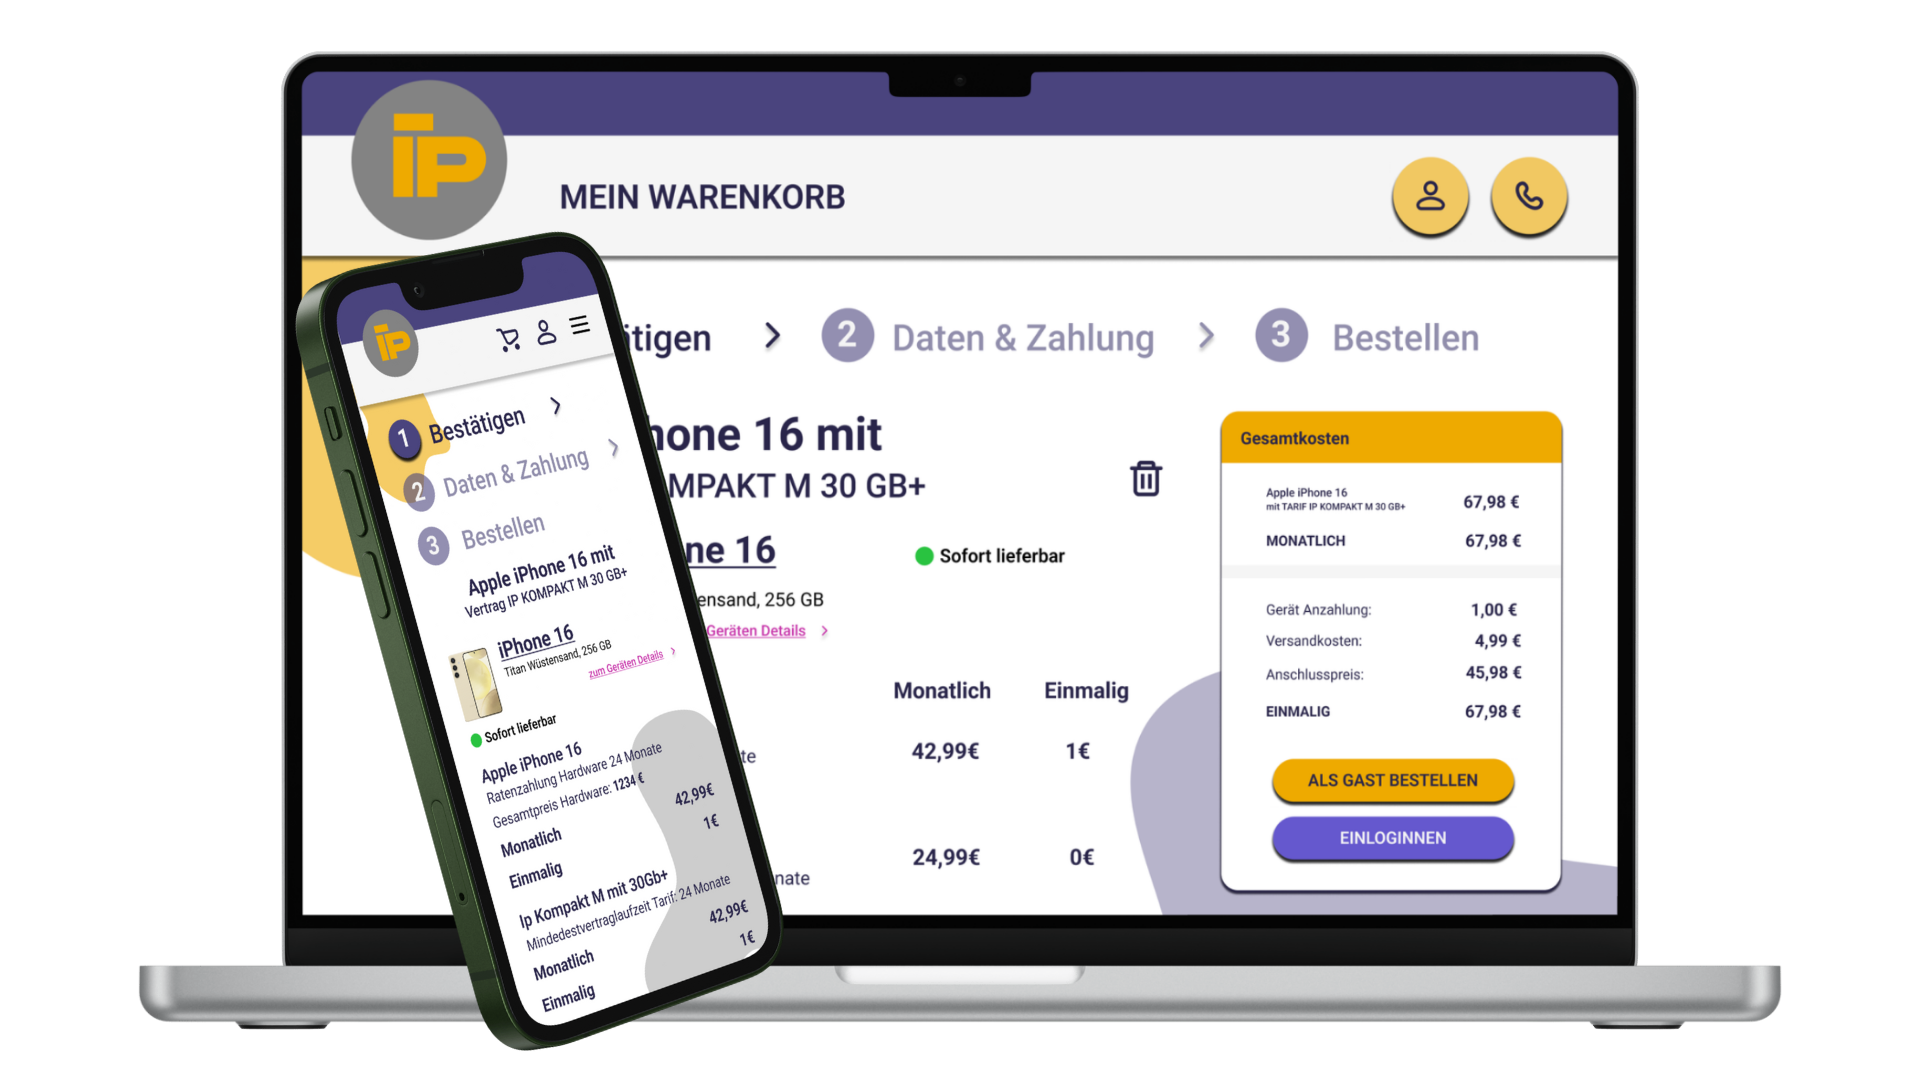 iP
MEIN WARENKORB
tigen
2 Daten & Zahlung
3 Bestellen
hone 16 mit
MPAKT M 30 GB+
ne 16
Sofort lieferbar
ensand, 256 GB
Geräten Details
Monatlich Einmalig
te 42,99€ 1€
24,99€ 0€
nate
Gesamtkosten
Apple iPhone 16
mit TARIF IP KOMPAKT M 30 GB+ 67,98 €
MONATLICH 67,98 €
Gerät Anzahlung: 1,00 €
Versandkosten: 4,99 €
Anschlusspreis: 45,98 €
EINMALIG 67,98 €
ALS GAST BESTELLEN
EINLOGINNEN
iP
1 Bestätigen
2 Daten & Zahlung
3 Bestellen
Apple iPhone 16 mit
Vertrag IP KOMPAKT M 30 GB+
iPhone 16
Titan Wüstensand, 256 GB
zum Geräten Details
Sofort lieferbar
Apple iPhone 16
Ratenzahlung Hardware 24 Monate
Gesamtpreis Hardware: 1234 €
Monatlich 42,99€
Einmalig 1€
Ip Kompakt M mit 30Gb+
Mindedestvertraglaufzeit Tarif: 24 Monate
Monatlich 42,99€
Einmalig 1€